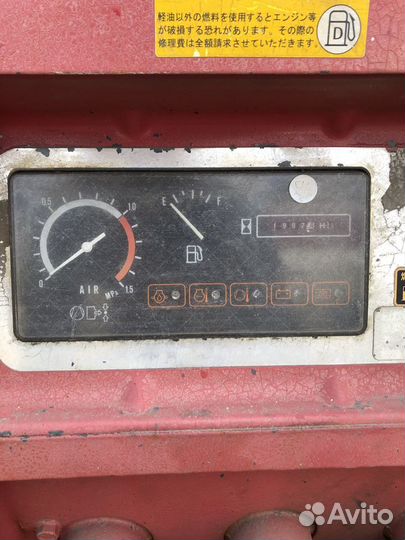 軽油以外の燃料を使用するとエンジン等
が破損する恐れがあります。その際の
修理費は全額請求させていただきます。
D
0.5
1.0
E
F
0
AIR
MPa
1.5
Avito